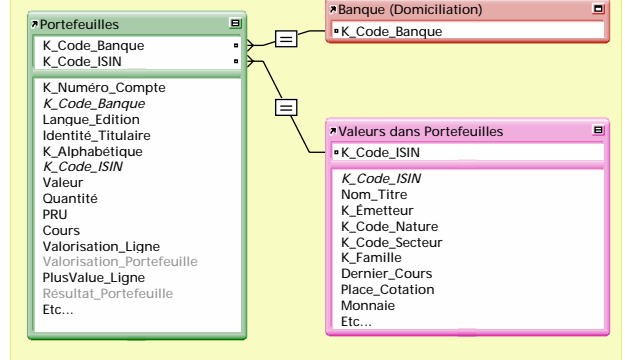 Portefeuilles
K_Code_Banque
K_Code_ISIN
K_Numéro_Compte
K_Code_Banque
Langue_Edition
Identité_Titulaire
K_Alphabétique
K_Code_ISIN
Valeur
Quantité
PRU
Cours
Valorisation_Ligne
Valorisation_Portefeuille
PlusValue_Ligne
Résultat_Portefeuille
Etc...
=
=
Banque (Domiciliation)
K_Code_Banque
Valeurs dans Portefeuilles
K_Code_ISIN
K_Code_ISIN
Nom_Titre
K_Émetteur
K_Code_Nature
K_Code_Secteur
K_Famille
Dernier_Cours
Place_Cotation
Monnaie
Etc...